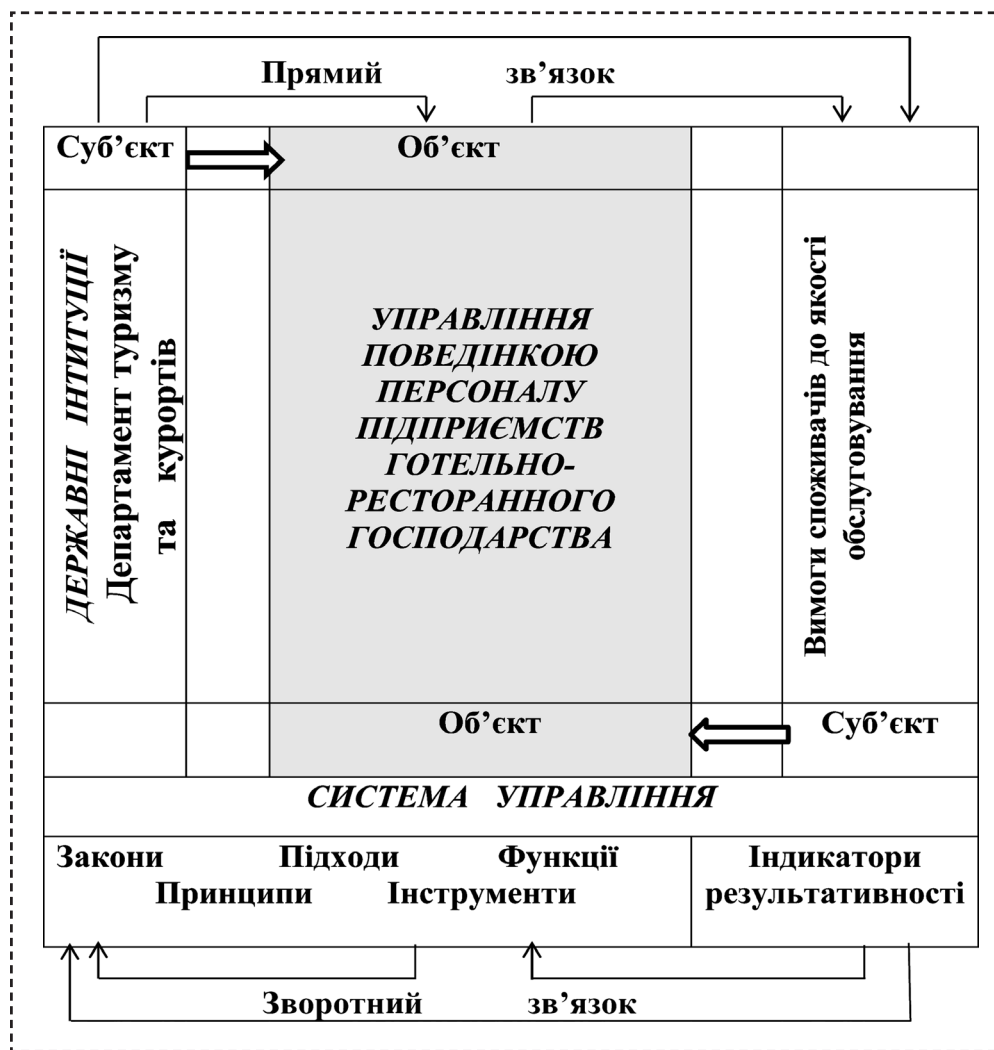 Прямий зв’язок
Суб’єкт
Об’єкт
ДЕРЖАВНІ ІНТИТУЦІЇ
Департамент туризму
та курортів
УПРАВЛІННЯ
ПОВЕДІНКОЮ
ПЕРСОНАЛУ
ПІДПРИЄМСТВ
ГОТЕЛЬНО-
РЕСТОРАННОГО
ГОСПОДАРСТВА
Вимоги споживачів до якості
обслуговування
Об’єкт
Суб’єкт
СИСТЕМА УПРАВЛІННЯ
Закони Підходи Функції
Принципи Інструменти
Індикатори
результативності
Зворотний зв’язок